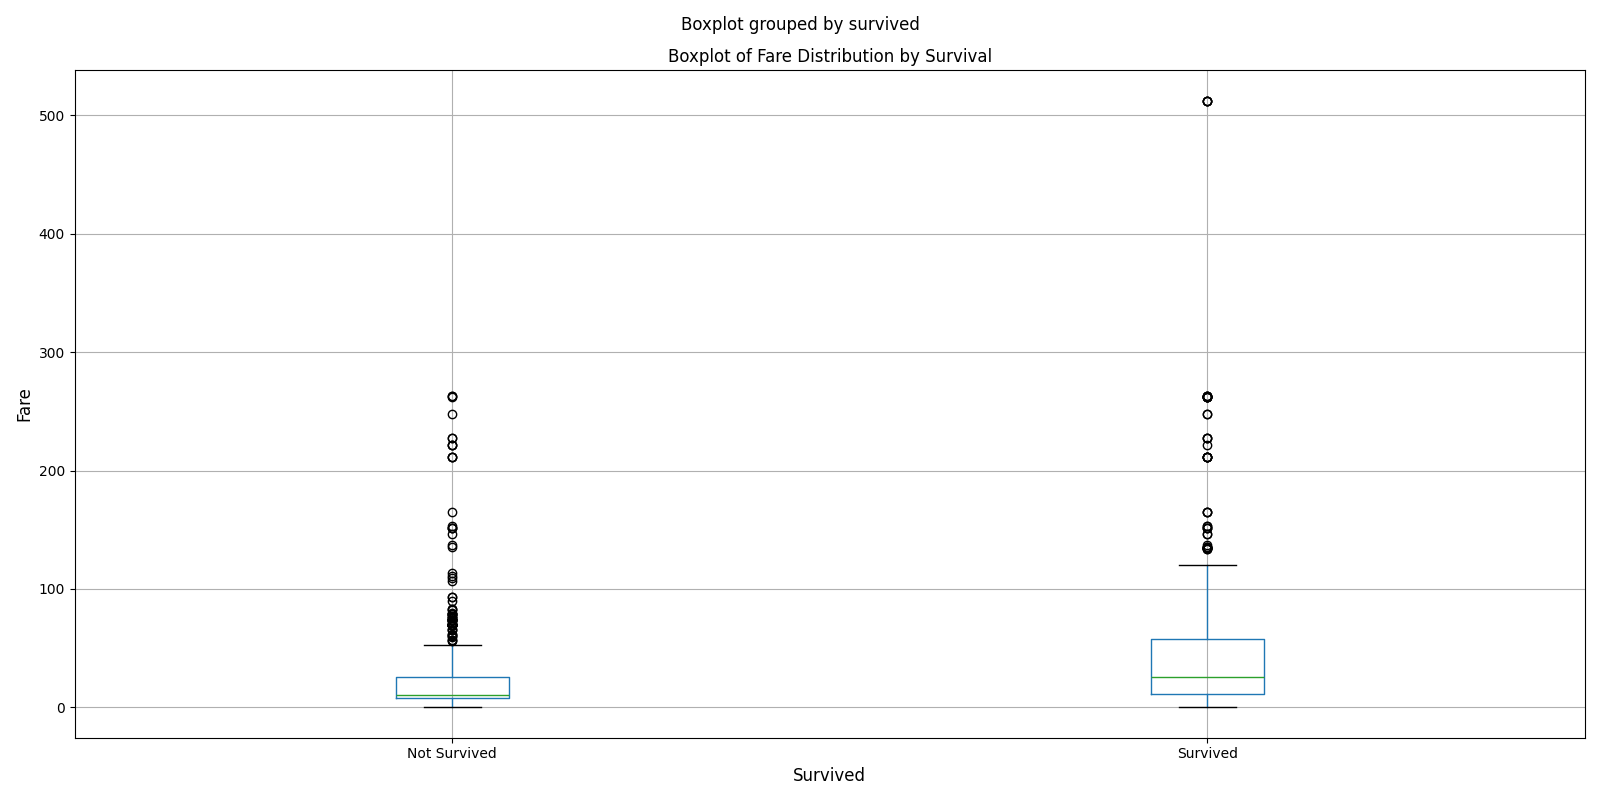 Boxplot grouped by survived
Boxplot of Fare Distribution by Survival
500
400
300
200
100
0
Fare
Not Survived
Survived
Survived